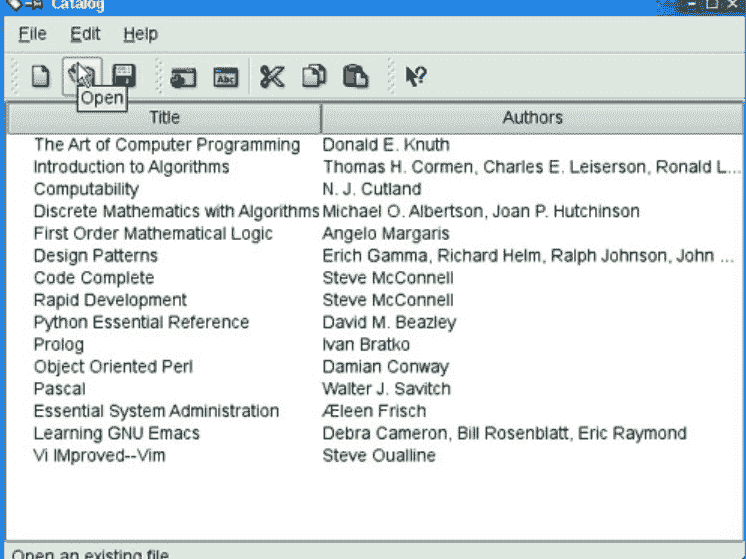 Catalog
File Edit Help
Abc
Open
Title Authors
The Art of Computer Programming Donald E. Knuth
Introduction to Algorithms Thomas H. Cormen, Charles E. Leiserson, Ronald L...
Computability N. J. Cutland
Discrete Mathematics with Algorithms Michael O. Albertson, Joan P. Hutchinson
First Order Mathematical Logic Angelo Margaris
Design Patterns Erich Gamma, Richard Helm, Ralph Johnson, John ...
Code Complete Steve McConnell
Rapid Development Steve McConnell
Python Essential Reference David M. Beazley
Prolog Ivan Bratko
Object Oriented Perl Damian Conway
Pascal Walter J. Savitch
Essential System Administration Æleen Frisch
Learning GNU Emacs Debra Cameron, Bill Rosenblatt, Eric Raymond
Vi IMproved--Vim Steve Oualline
Open an existing file